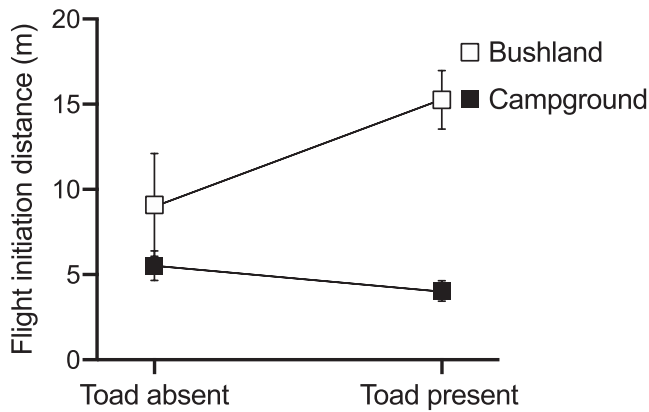 Flight initiation distance (m)
20
15
10
5
0
Toad absent
Toad present
Bushland
Campground